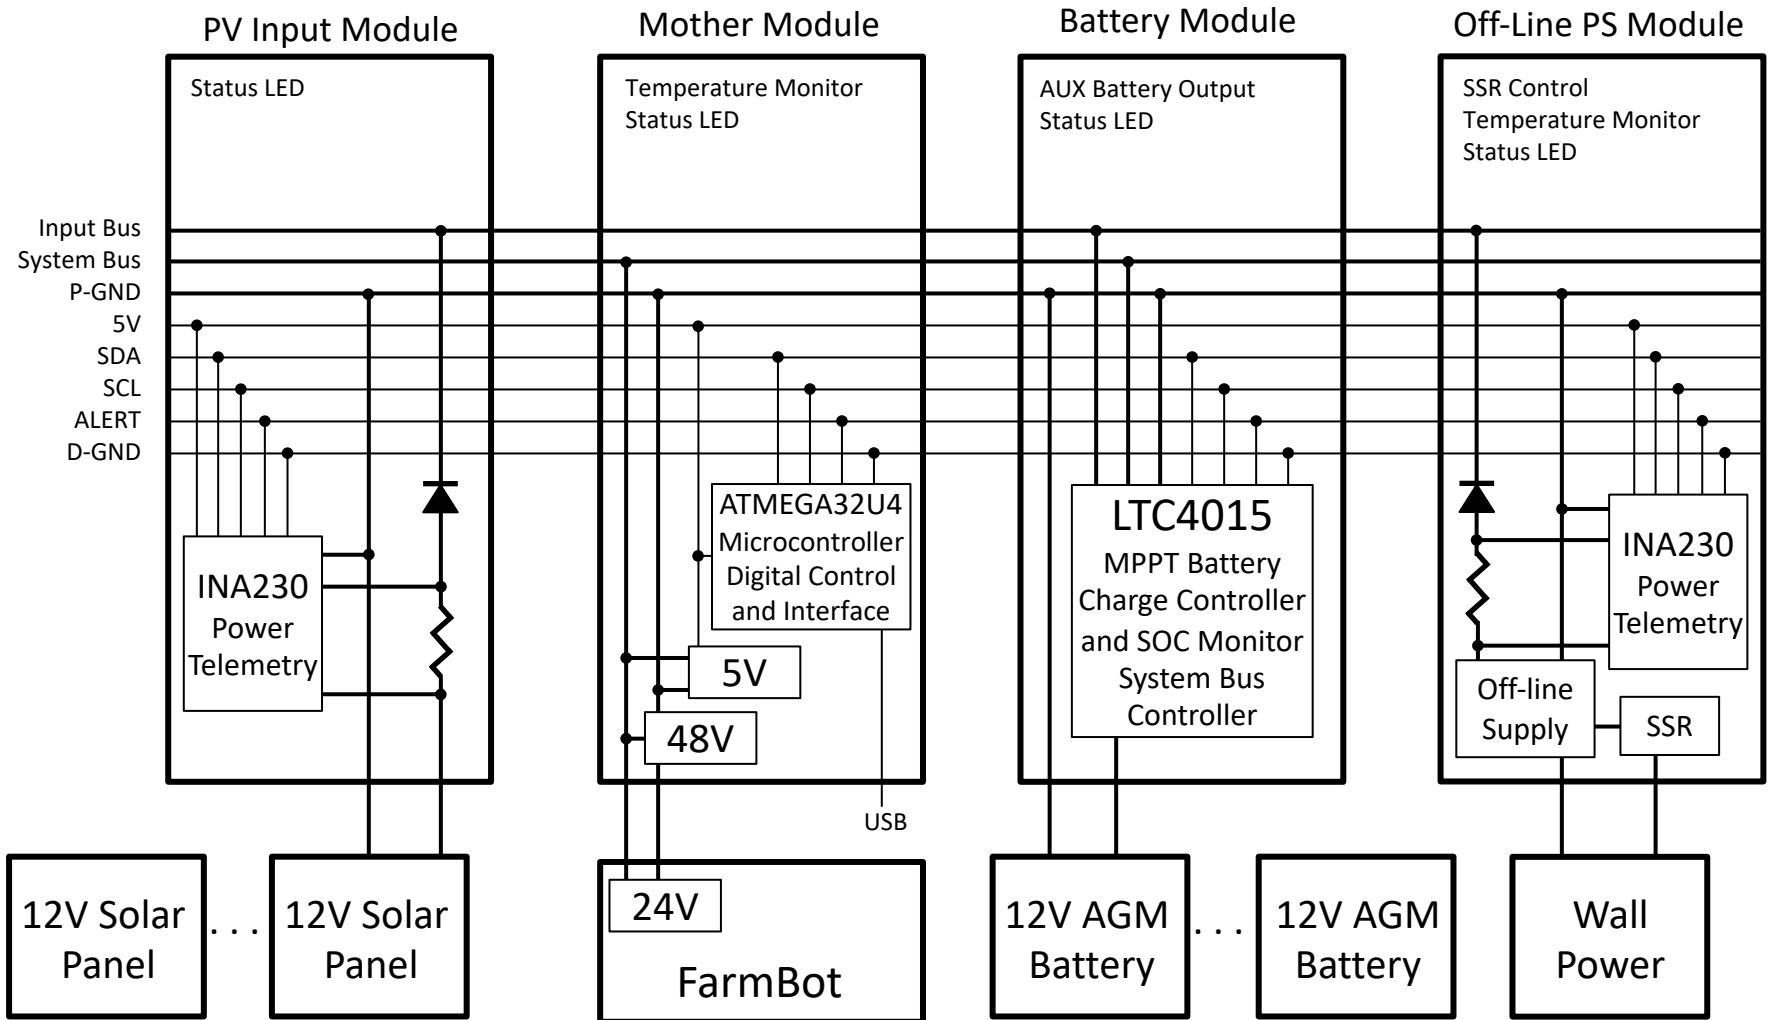 PV Input Module
Mother Module
Battery Module
Off-Line PS Module
Status LED
Temperature Monitor
Status LED
AUX Battery Output
Status LED
SSR Control
Temperature Monitor
Status LED
Input Bus
System Bus
P-GND
5V
SDA
SCL
ALERT
D-GND
INA230
Power
Telemetry
ATMEGA32U4
Microcontroller
Digital Control
and Interface
5V
48V
USB
LTC4015
MPPT Battery
Charge Controller
and SOC Monitor
System Bus
Controller
INA230
Power
Telemetry
Off-line
Supply
SSR
12V Solar
Panel
. . .
12V Solar
Panel
24V
FarmBot
12V AGM
Battery
. . .
12V AGM
Battery
Wall
Power